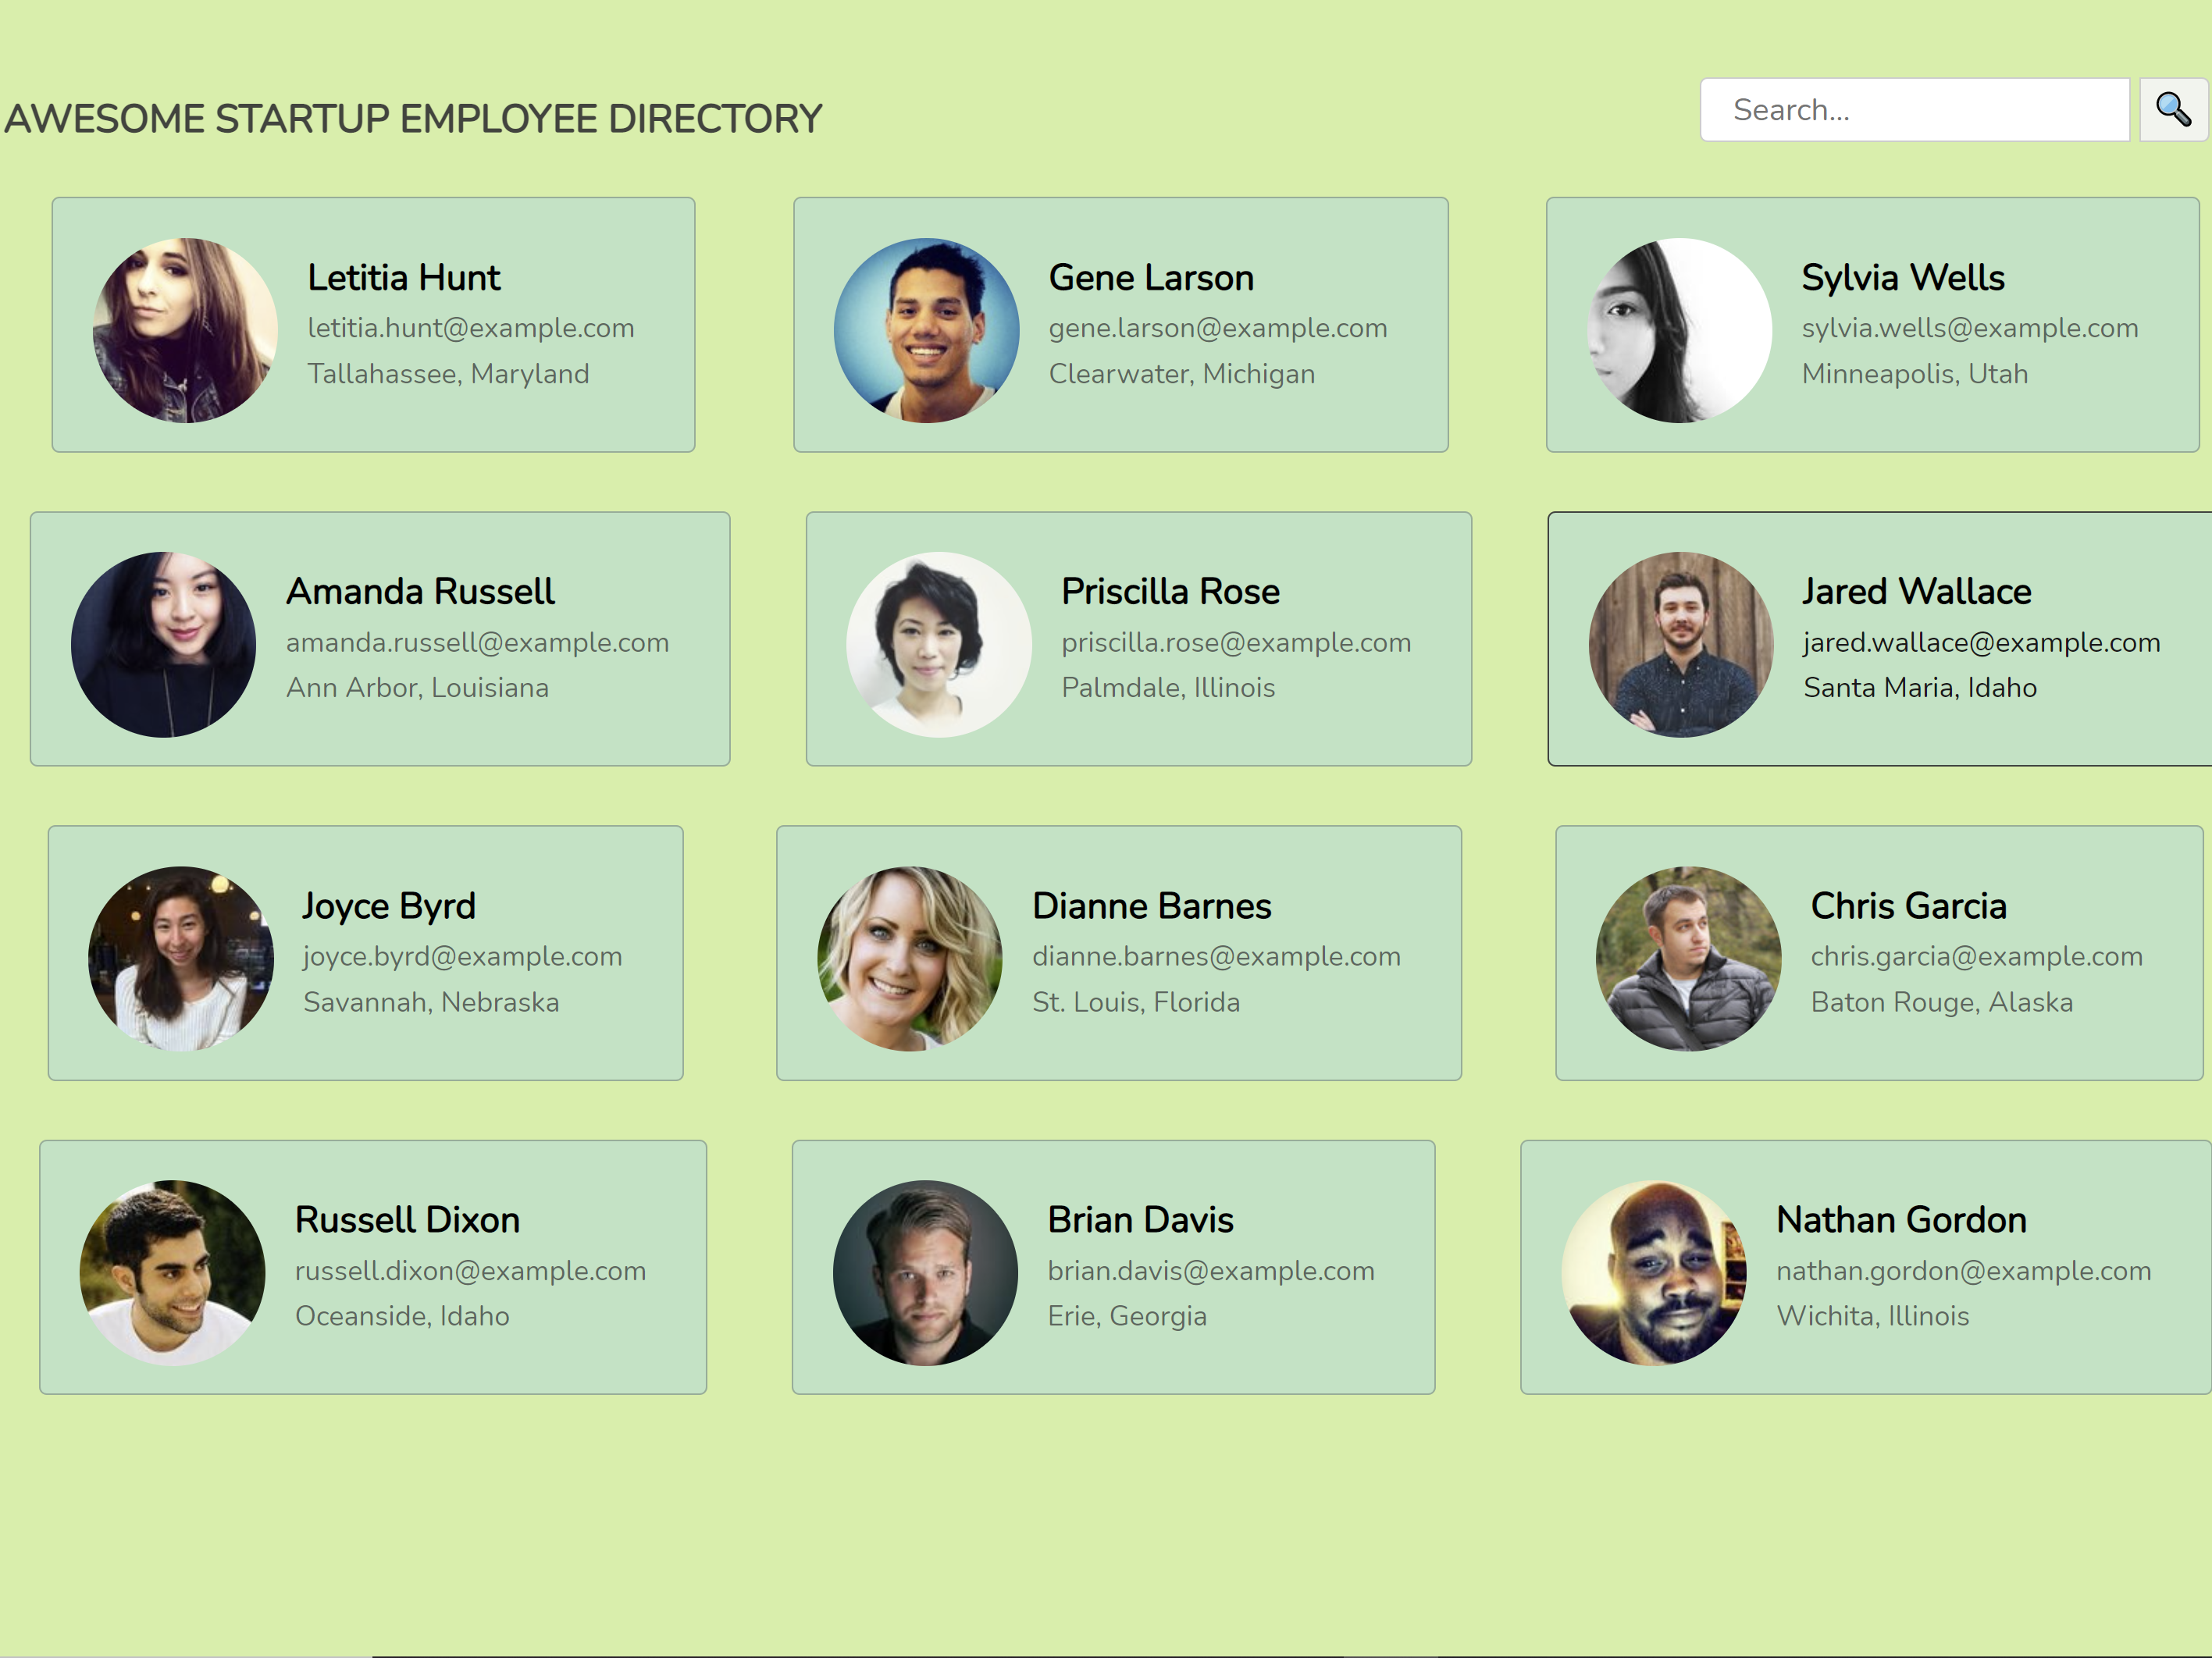 AWESOME STARTUP EMPLOYEE DIRECTORY
Search...
Letitia Hunt
letitia.hunt@example.com
Tallahassee, Maryland
Gene Larson
gene.larson@example.com
Clearwater, Michigan
Sylvia Wells
sylvia.wells@example.com
Minneapolis, Utah
Amanda Russell
amanda.russell@example.com
Ann Arbor, Louisiana
Priscilla Rose
priscilla.rose@example.com
Palmdale, Illinois
Jared Wallace
jared.wallace@example.com
Santa Maria, Idaho
Joyce Byrd
joyce.byrd@example.com
Savannah, Nebraska
Dianne Barnes
dianne.barnes@example.com
St. Louis, Florida
Chris Garcia
chris.garcia@example.com
Baton Rouge, Alaska
Russell Dixon
russell.dixon@example.com
Oceanside, Idaho
Brian Davis
brian.davis@example.com
Erie, Georgia
Nathan Gordon
nathan.gordon@example.com
Wichita, Illinois